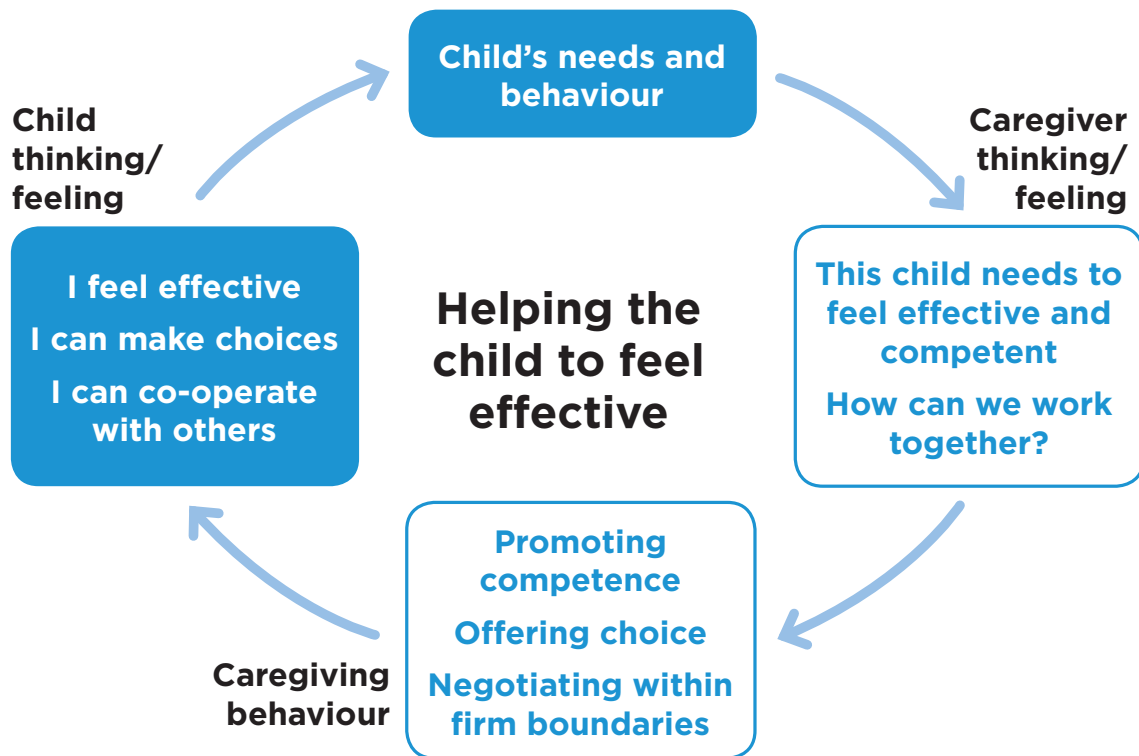 Child’s needs and
behaviour
Child
thinking/
feeling
Caregiver
thinking/
feeling
I feel effective
I can make choices
I can co-operate
with others
Helping the
child to feel
effective
This child needs to
feel effective and
competent
How can we work
together?
Promoting
competence
Offering choice
Negotiating within
firm boundaries
Caregiving
behaviour